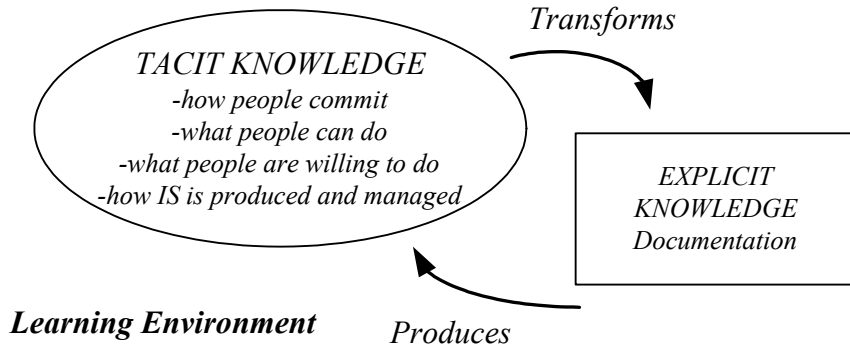 Transforms
TACIT KNOWLEDGE
-how people commit
-what people can do
-what people are willing to do
-how IS is produced and managed
EXPLICIT
KNOWLEDGE
Documentation
Learning Environment
Produces